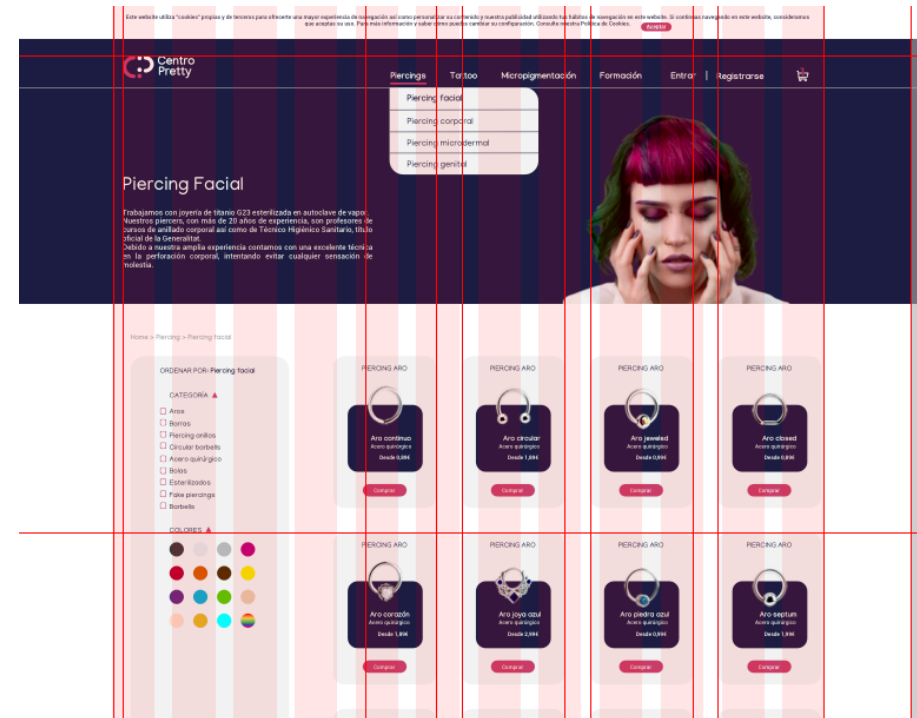 Este website utiliza "cookies" propias y de terceros para ofrecerte una mayor experiencia de navegación así como personalizar su contenido y nuestra publicidad utilizando tus hábitos de navegación en este website. Si continuas navegando en este website, consideramos
que aceptas su uso. Para más información y saber cómo puedes cambiar su configuración. Consulta nuestra Política de Cookies. Aceptar
Centro
Pretty
Piercings Tattoo Micropigmentación Formación Entrar | Registrarse
Piercing facial
Piercing corporal
Piercing microdermal
Piercing genital
Piercing Facial
Trabajamos con joyería de titanio G23 esterilizada en autoclave de vapor.
Nuestros piercers, con más de 20 años de experiencia, son profesores de
cursos de anillado corporal así como de Técnico Higiénico Sanitario, título
oficial de la Generalitat.
Debido a nuestra amplia experiencia contamos con una excelente técnica
en la perforación corporal, intentando evitar cualquier sensación de
molestia.
Home > Piercing > Piercing facial
ORDENAR POR: Piercing facial
CATEGORÍA
Aros
Barras
Piercing anillos
Circular barbells
Acero quirúrgico
Bolas
Esterilizados
Fake piercings
Barbells
COLORES
PIERCING ARO
Aro continuo
Acero quirúrgico
Desde 0,89€
Comprar
PIERCING ARO
Aro circular
Acero quirúrgico
Desde 1,89€
Comprar
PIERCING ARO
Aro jeweled
Acero quirúrgico
Desde 0,99€
Comprar
PIERCING ARO
Aro closed
Acero quirúrgico
Desde 0,89€
Comprar
PIERCING ARO
Aro corazón
Acero quirúrgico
Desde 1,89€
Comprar
PIERCING ARO
Aro joya azul
Acero quirúrgico
Desde 2,99€
Comprar
PIERCING ARO
Aro piedra azul
Acero quirúrgico
Desde 0,99€
Comprar
PIERCING ARO
Aro septum
Acero quirúrgico
Desde 1,99€
Comprar